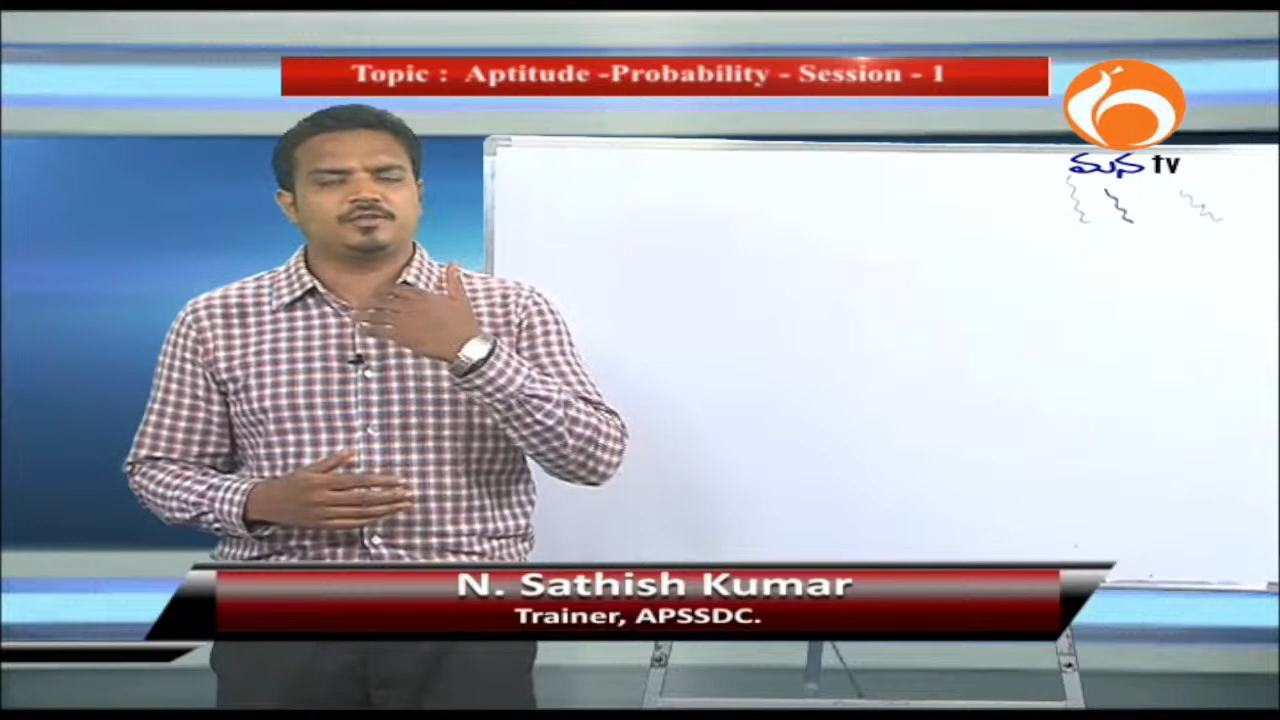 Topic : Aptitude -Probability - Session - 1
మన tv
N. Sathish Kumar
Trainer, APSSDC.